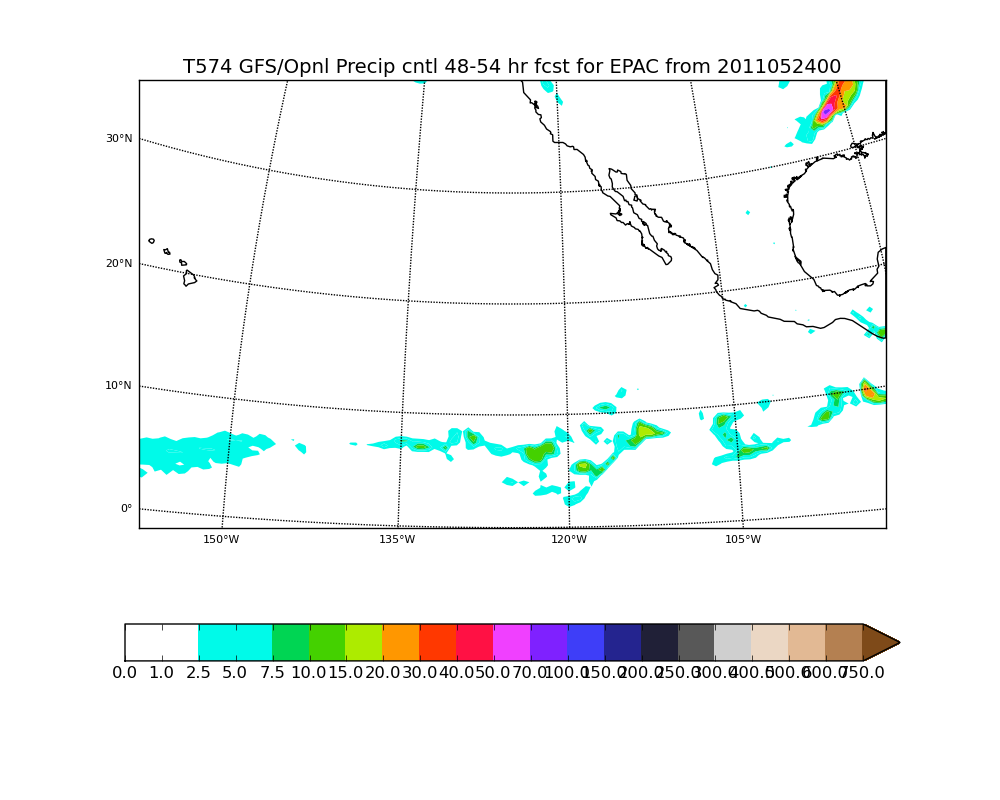 T574 GFS/Opnl Precip cntl 48-54 hr fcst for EPAC from 2011052400
30°N
20°N
10°N
0°
150°W 135°W 120°W 105°W
0.0 1.0 2.5 5.0 7.5 10.0 15.0 20.0 30.0 40.0 50.0 70.0 100.0 150.0 200.0 250.0 300.0 400.0 500.0 600.0 750.0